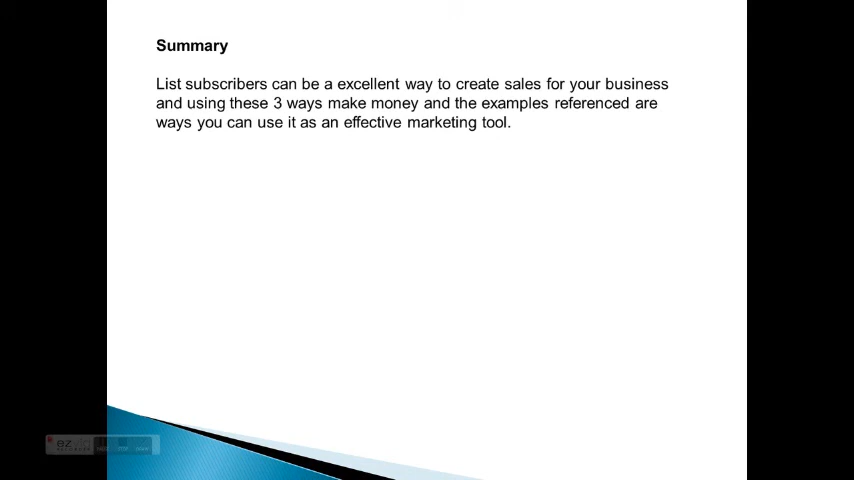 Summary
List subscribers can be a excellent way to create sales for your business
and using these 3 ways make money and the examples referenced are
ways you can use it as an effective marketing tool.
ezvid